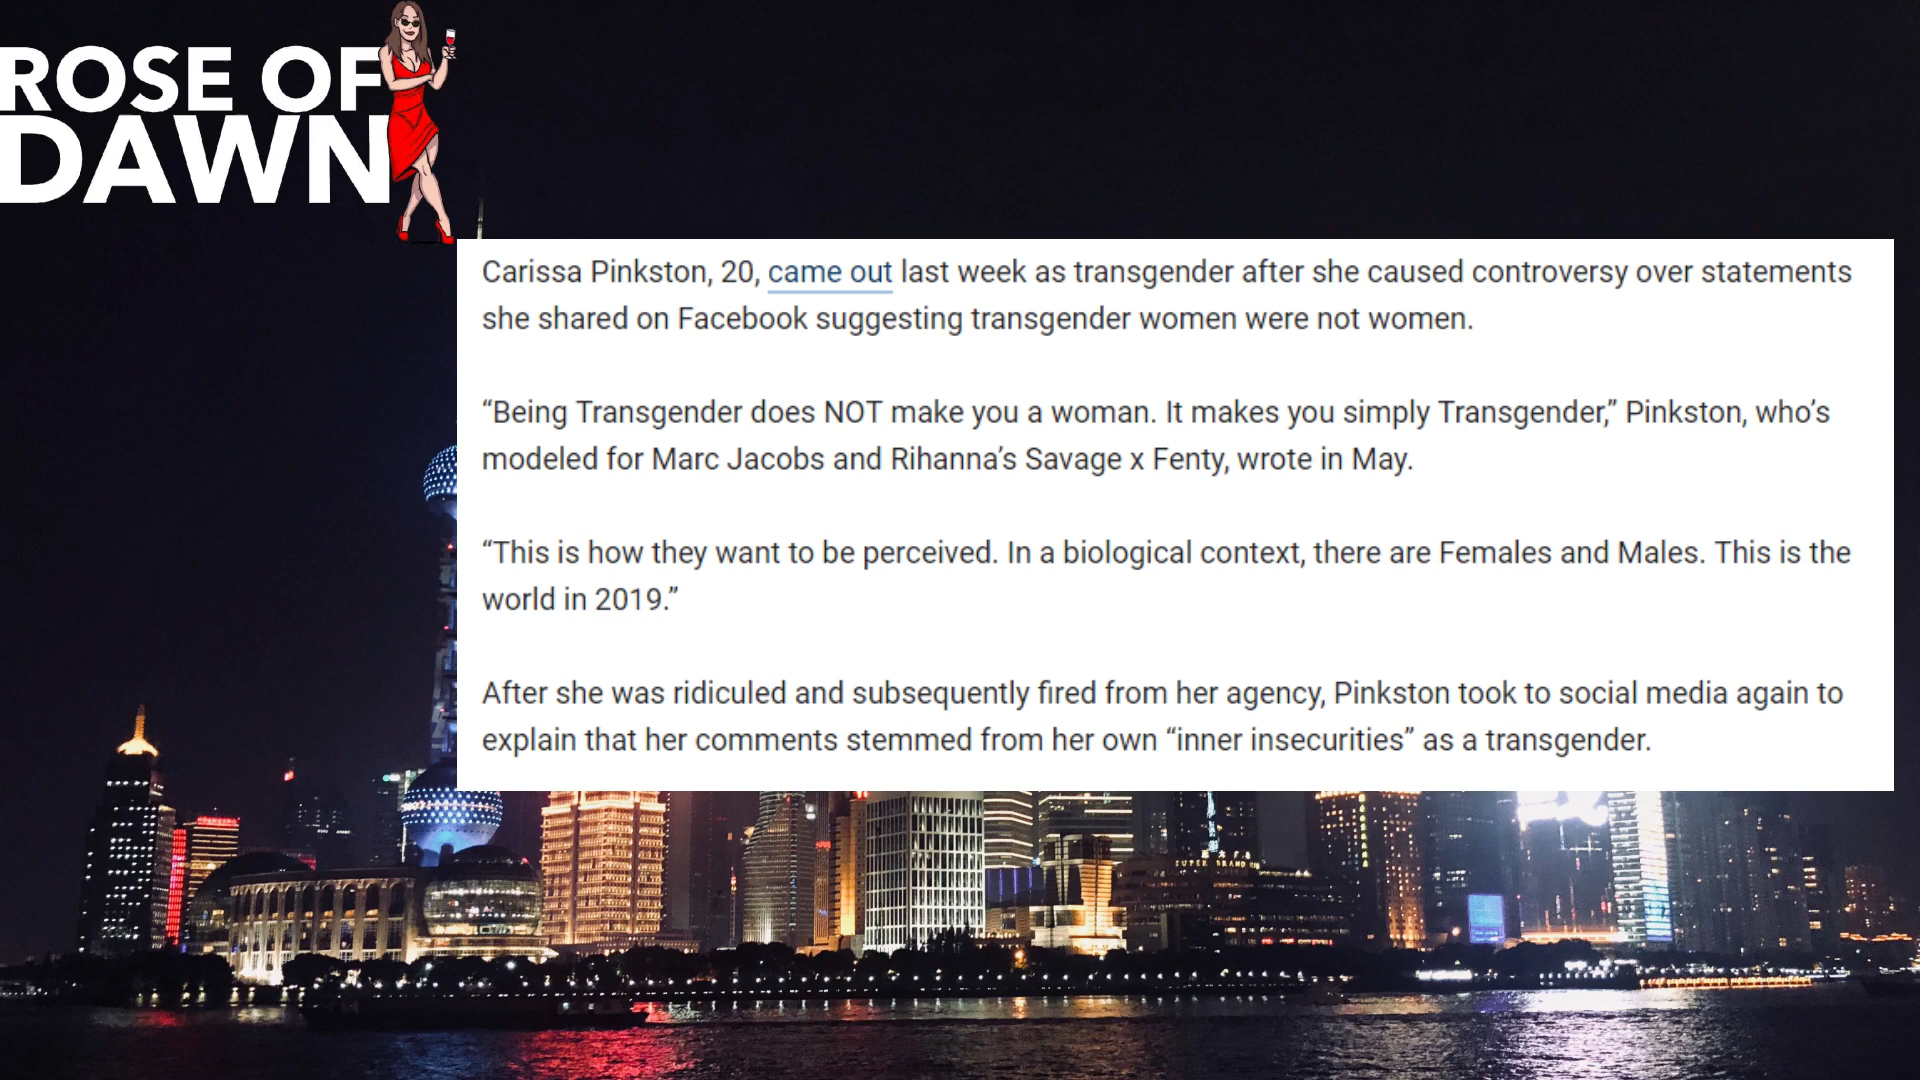 ROSE OF
DAWN
Carissa Pinkston, 20, came out last week as transgender after she caused controversy over statements
she shared on Facebook suggesting transgender women were not women.
“Being Transgender does NOT make you a woman. It makes you simply Transgender,” Pinkston, who’s
modeled for Marc Jacobs and Rihanna’s Savage x Fenty, wrote in May.
“This is how they want to be perceived. In a biological context, there are Females and Males. This is the
world in 2019.”
After she was ridiculed and subsequently fired from her agency, Pinkston took to social media again to
explain that her comments stemmed from her own “inner insecurities” as a transgender.
SUPER BRAND